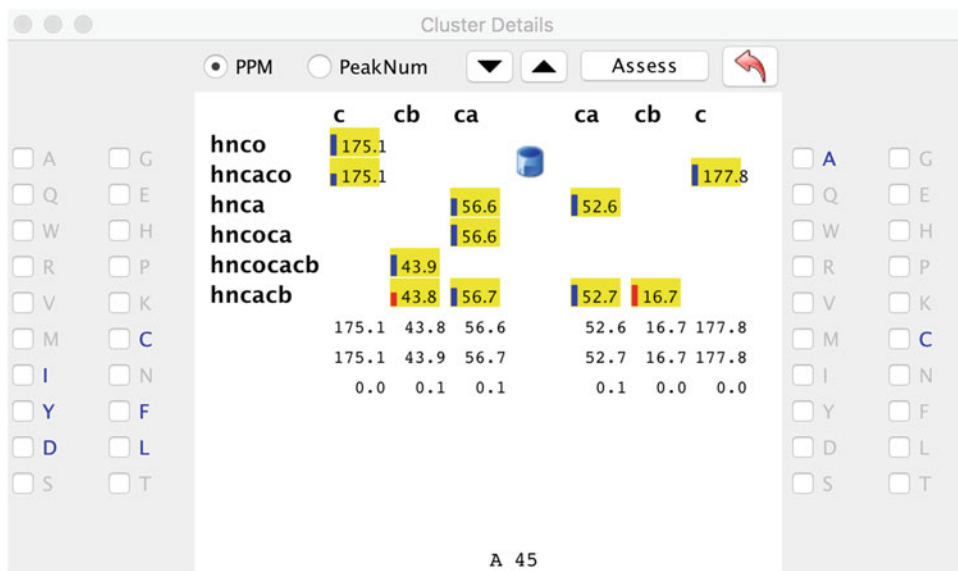 Cluster Details
PPM PeakNum Assess
c cb ca ca cb c
hnco 175.1
hncaco 175.1 177.8
hnca 56.6 52.6
hncoca 56.6
hncocacb 43.9
hncacb 43.8 56.7 52.7 16.7
175.1 43.8 56.6 52.6 16.7 177.8
175.1 43.9 56.7 52.7 16.7 177.8
0.0 0.1 0.1 0.1 0.0 0.0
A G A G
Q E Q E
W H W H
R P R P
V K V K
M C M C
I N I N
Y F Y F
D L D L
S T S T
A 45